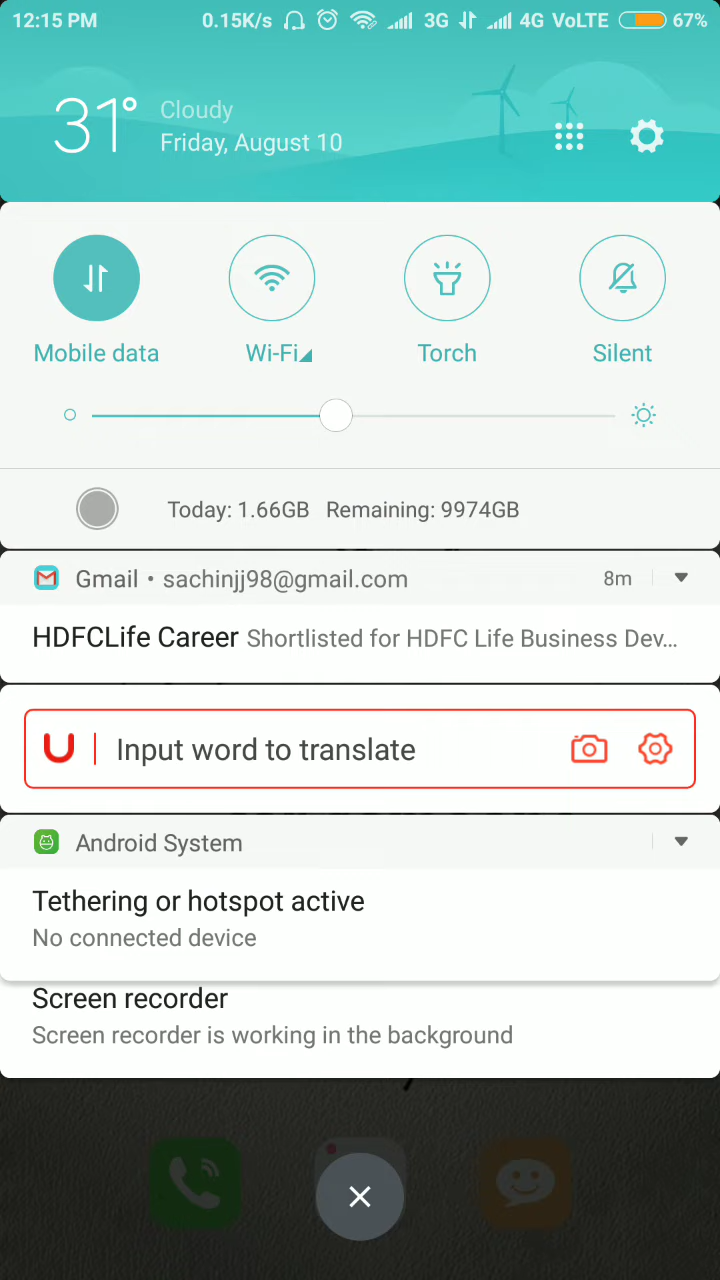 12:15 PM 0.15K/s 3G 4G VoLTE 67%
31° Cloudy
Friday, August 10
Mobile data Wi-Fi Torch Silent
Today: 1.66GB Remaining: 9974GB
Gmail • sachinjj98@gmail.com 8m
HDFCLife Career Shortlisted for HDFC Life Business Dev...
U Input word to translate
Android System
Tethering or hotspot active
No connected device
Screen recorder
Screen recorder is working in the background